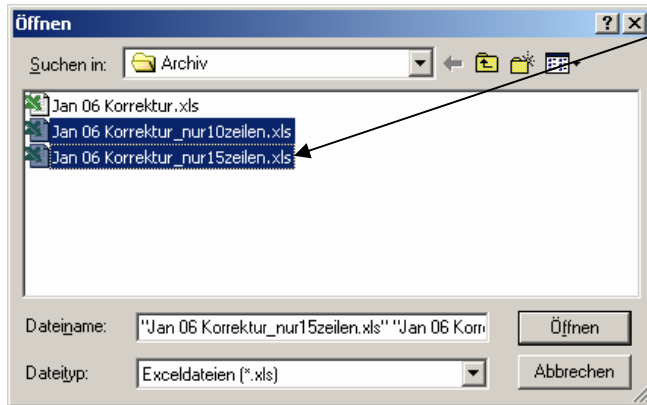 Öffnen
Suchen in: Archiv
Jan 06 Korrektur.xls
Jan 06 Korrektur_nur10zeilen.xls
Jan 06 Korrektur_nur15zeilen.xls
Dateiname: "Jan 06 Korrektur_nur15zeilen.xls" "Jan 06 Korr Öffnen
Dateityp: Exceldateien (*.xls) Abbrechen